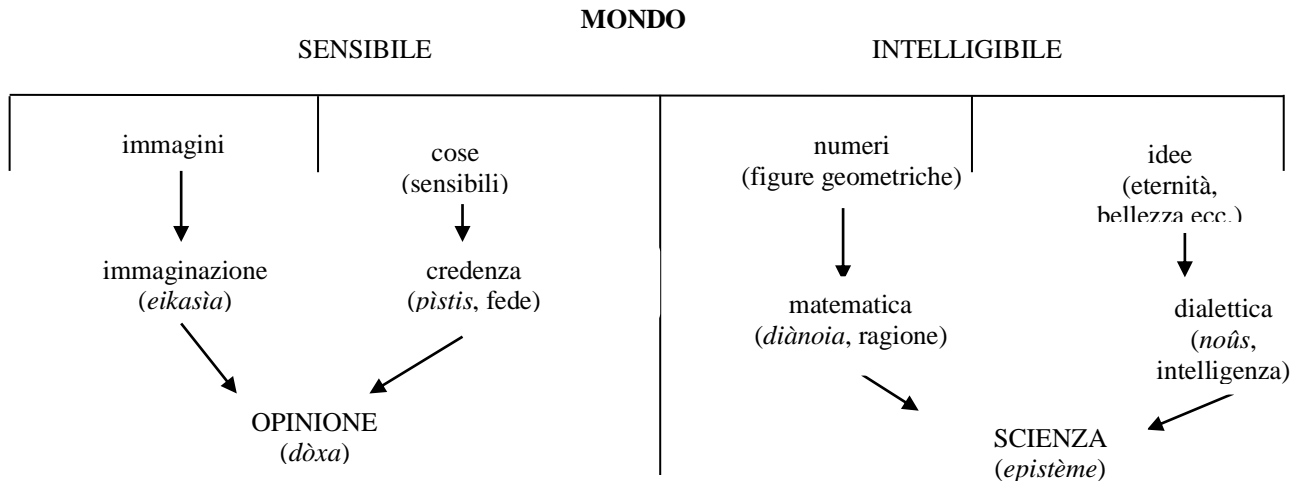 MONDO
SENSIBILE
INTELLIGIBILE
immagini
cose
(sensibili)
numeri
(figure geometriche)
idee
(eternità,
bellezza ecc.)
immaginazione
(eikasìa)
credenza
(pìstis, fede)
matematica
(diànoia, ragione)
dialettica
(noûs,
intelligenza)
OPINIONE
(dòxa)
SCIENZA
(epistème)